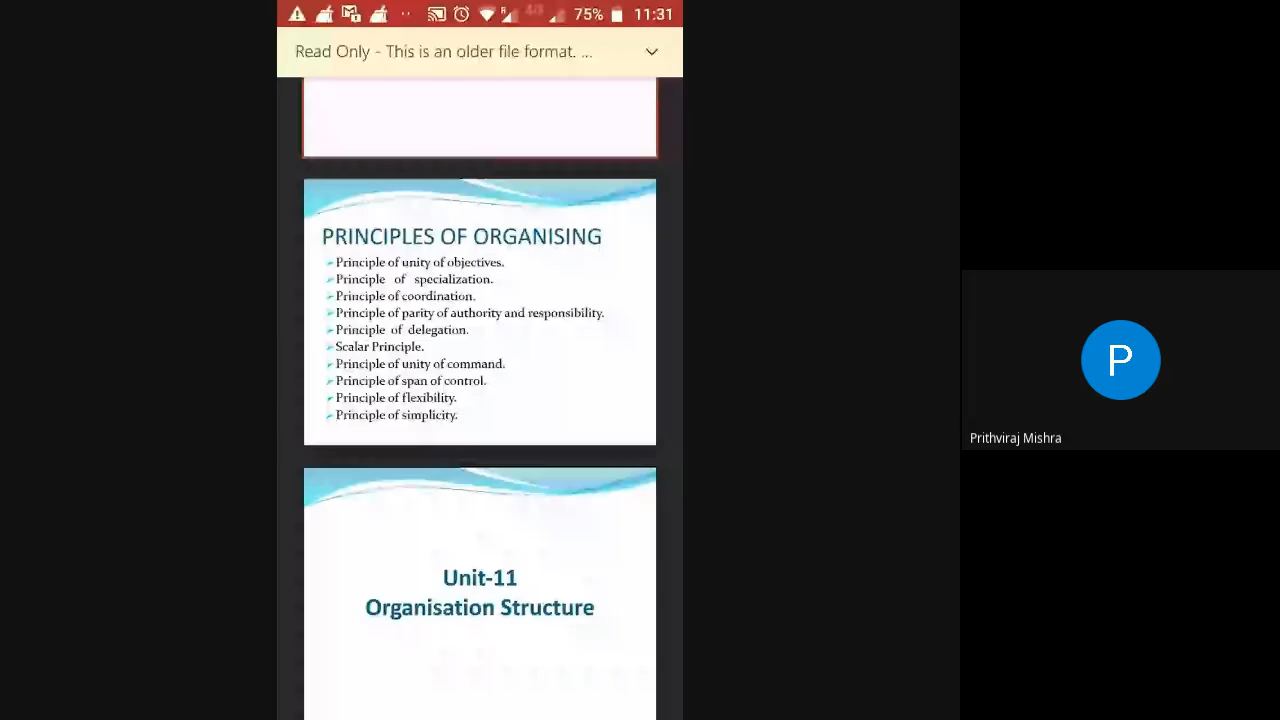 75% 11:31
Read Only - This is an older file format. ...
PRINCIPLES OF ORGANISING
Principle of unity of objectives.
Principle of specialization.
Principle of coordination.
Principle of parity of authority and responsibility.
Principle of delegation.
Scalar Principle.
Principle of unity of command.
Principle of span of control.
Principle of flexibility.
Principle of simplicity.
Unit-11
Organisation Structure
P
Prithviraj Mishra